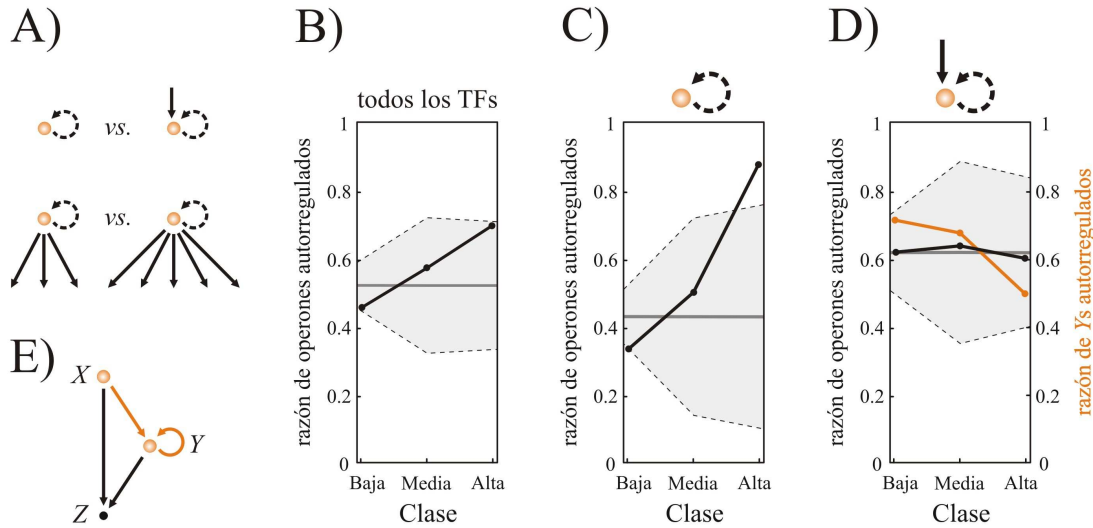 A)
vs.
vs.
B)
todos los TFs
razón de operones autorregulados
1
0.8
0.6
0.4
0.2
0
Baja Media Alta
Clase
C)
razón de operones autorregulados
1
0.8
0.6
0.4
0.2
0
Baja Media Alta
Clase
D)
razón de operones autorregulados
1
0.8
0.6
0.4
0.2
0
1
0.8
0.6
0.4
0.2
0
razón de Ys autorregulados
Baja Media Alta
Clase
E)
X
Y
Z